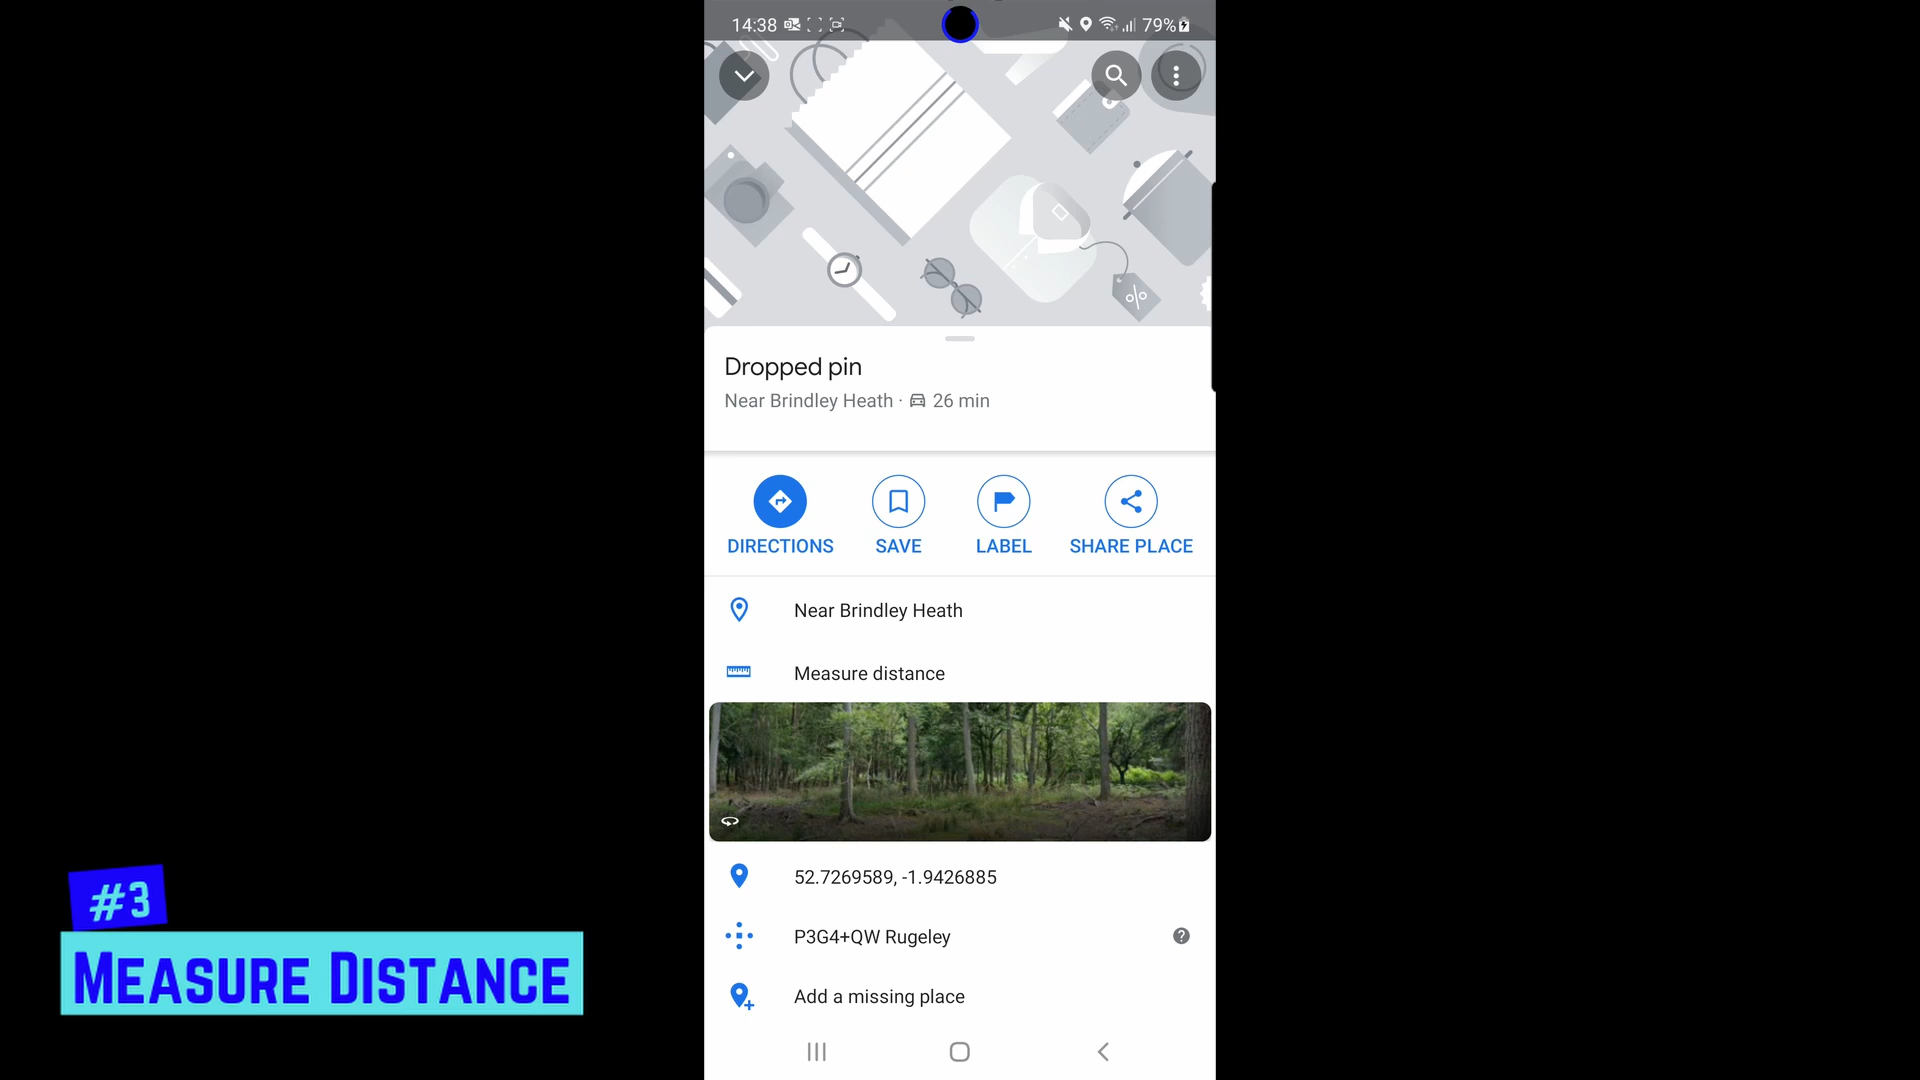 14:38
79%
%
Dropped pin
Near Brindley Heath · 26 min
DIRECTIONS
SAVE
LABEL
SHARE PLACE
Near Brindley Heath
Measure distance
52.7269589, -1.9426885
P3G4+QW Rugeley
?
Add a missing place
#3
MEASURE DISTANCE